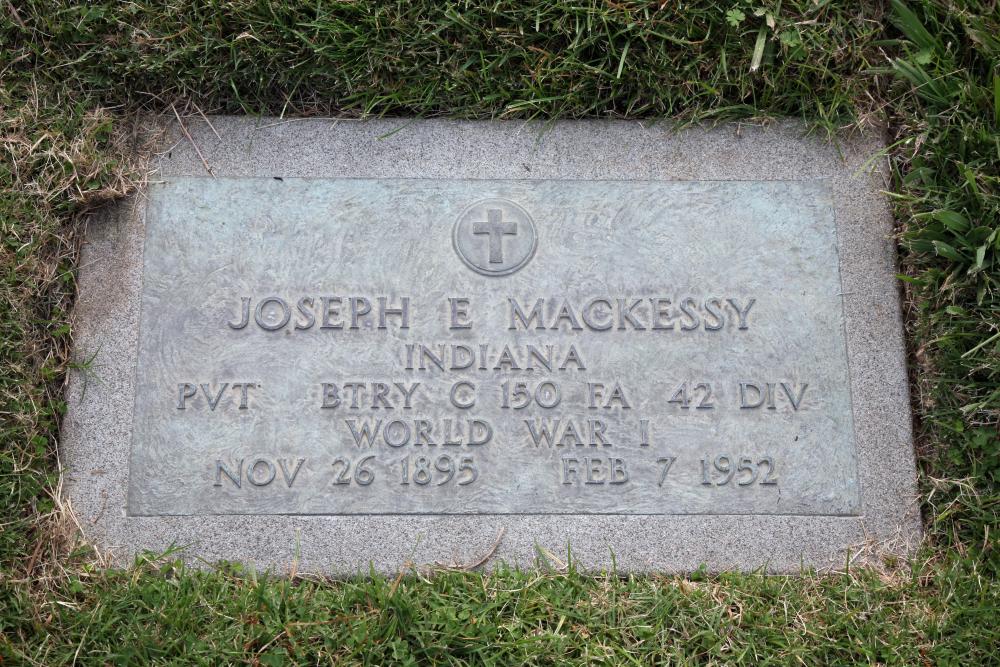 JOSEPH E MACKESSY
INDIANA
PVT BTRY C 150 FA 42 DIV
WORLD WAR I
NOV 26 1895 FEB 7 1952